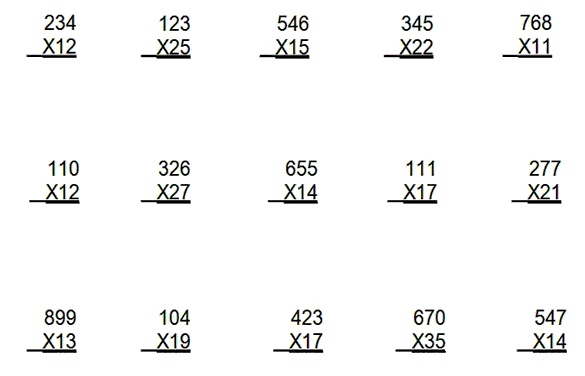 234 123 546 345 768
X12 X25 X15 X22 X11
110 326 655 111 277
X12 X27 X14 X17 X21
899 104 423 670 547
X13 X19 X17 X35 X14